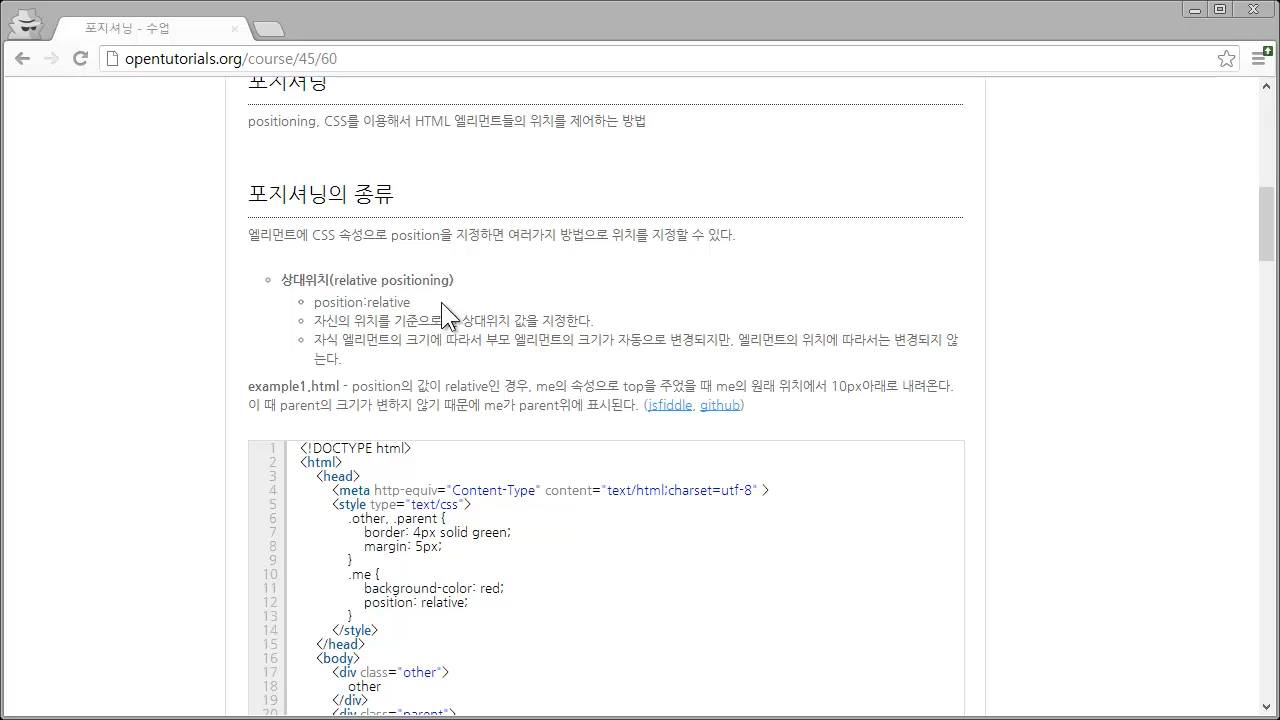 포지셔닝 - 수업
opentutorials.org/course/45/60
포지셔닝
positioning, CSS를 이용해서 HTML 엘리먼트들의 위치를 제어하는 방법
포지셔닝의 종류
엘리먼트에 CSS 속성으로 position을 지정하면 여러가지 방법으로 위치를 지정할 수 있다.
상대위치(relative positioning)
position:relative
자신의 위치를 기준으로 상대위치 값을 지정한다.
자식 엘리먼트의 크기에 따라서 부모 엘리먼트의 크기가 자동으로 변경되지만, 엘리먼트의 위치에 따라서는 변경되지 않
는다.
example1.html - position의 값이 relative인 경우, me의 속성으로 top을 주었을 때 me의 원래 위치에서 10px아래로 내려온다.
이 때 parent의 크기가 변하지 않기 때문에 me가 parent위에 표시된다. (jsfiddle, github)
1 <!DOCTYPE html>
2 <html>
3 <head>
4 <meta http-equiv="Content-Type" content="text/html;charset=utf-8" >
5 <style type="text/css">
6 .other, .parent {
7 border: 4px solid green;
8 margin: 5px;
9 }
10 .me {
11 background-color: red;
12 position: relative;
13 }
14 </style>
15 </head>
16 <body>
17 <div class="other">
18 other
19 </div>
20 <div class="parent">